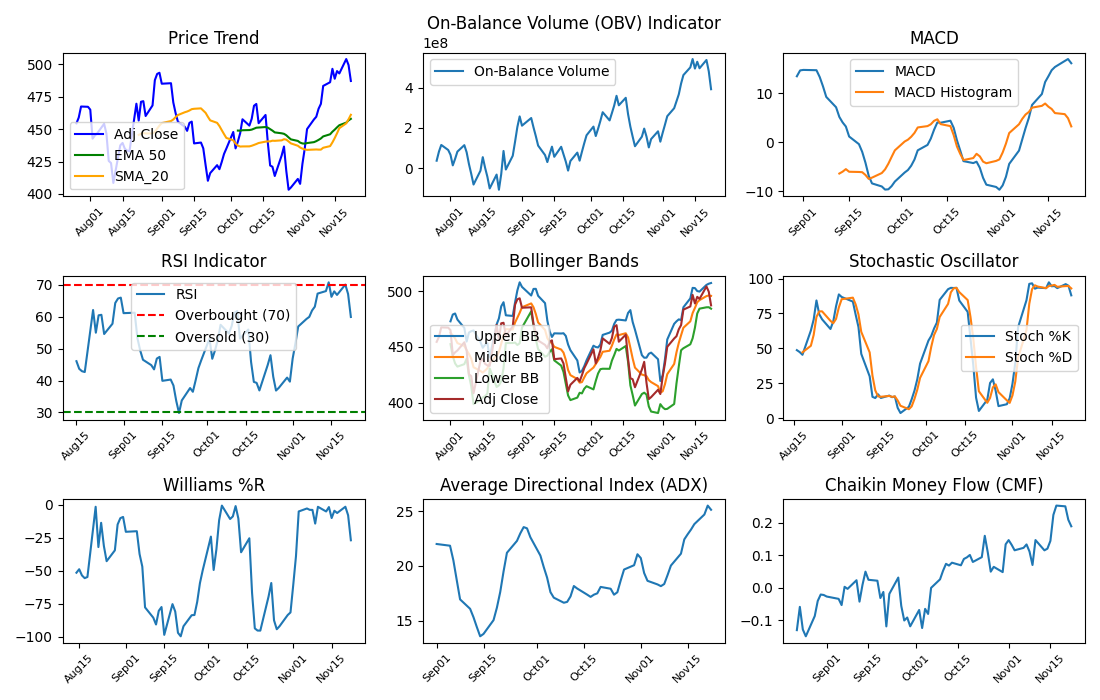 Price Trend
500
475
450
425
400
Adj Close
EMA 50
SMA_20
Aug01
Aug15
Sep01
Sep15
Oct01
Oct15
Nov01
Nov15
On-Balance Volume (OBV) Indicator
1e8
4
2
0
On-Balance Volume
Aug01
Aug15
Sep01
Sep15
Oct01
Oct15
Nov01
Nov15
MACD
10
0
−10
MACD
MACD Histogram
Sep01
Sep15
Oct01
Oct15
Nov01
Nov15
RSI Indicator
70
60
50
40
30
RSI
Overbought (70)
Oversold (30)
Aug15
Sep01
Sep15
Oct01
Oct15
Nov01
Nov15
Bollinger Bands
500
450
400
Upper BB
Middle BB
Lower BB
Adj Close
Aug01
Aug15
Sep01
Sep15
Oct01
Oct15
Nov01
Nov15
Stochastic Oscillator
100
75
50
25
0
Stoch %K
Stoch %D
Aug15
Sep01
Sep15
Oct01
Oct15
Nov01
Nov15
Williams %R
0
−25
−50
−75
−100
Aug15
Sep01
Sep15
Oct01
Oct15
Nov01
Nov15
Average Directional Index (ADX)
25
20
15
Sep01
Sep15
Oct01
Oct15
Nov01
Nov15
Chaikin Money Flow (CMF)
0.2
0.1
0.0
−0.1
Sep01
Sep15
Oct01
Oct15
Nov01
Nov15